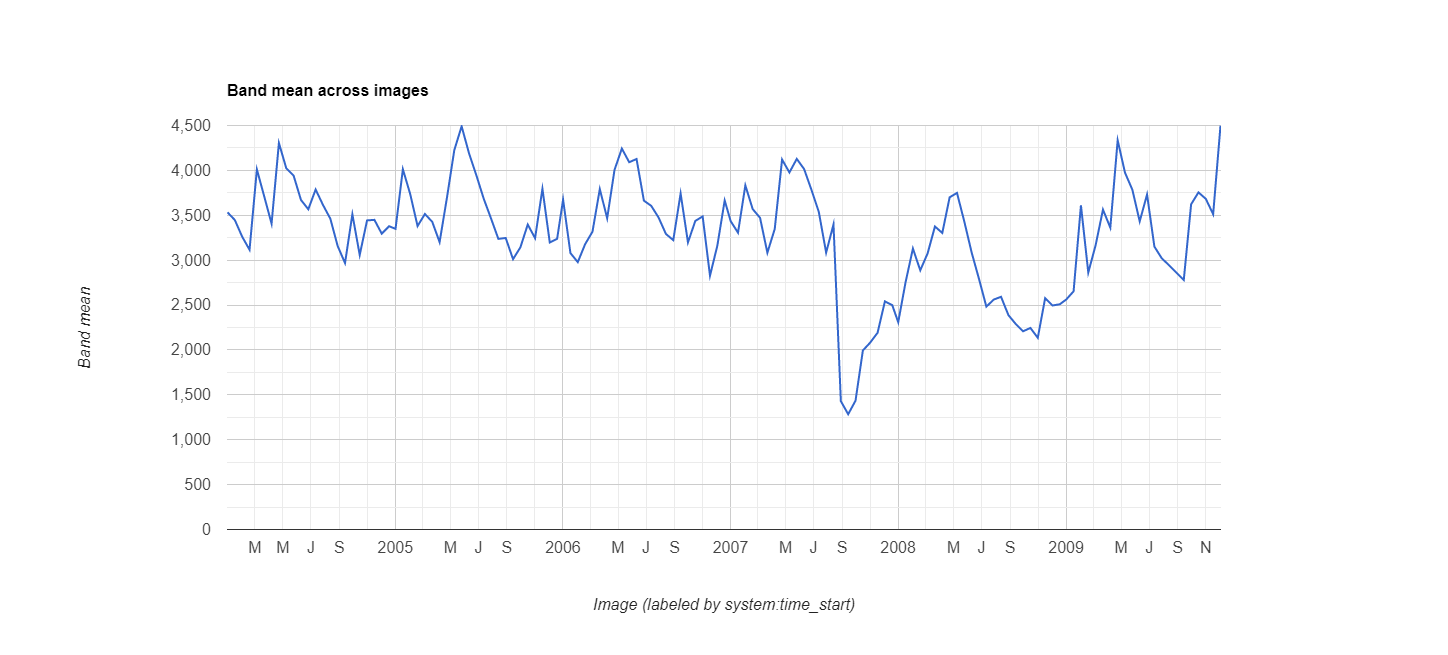 Band mean across images
4,500
4,000
3,500
3,000
2,500
2,000
1,500
1,000
500
0
Band mean
M M J S 2005 M J S 2006 M J S 2007 M J S 2008 M J S 2009 M J S N
Image (labeled by system:time_start)